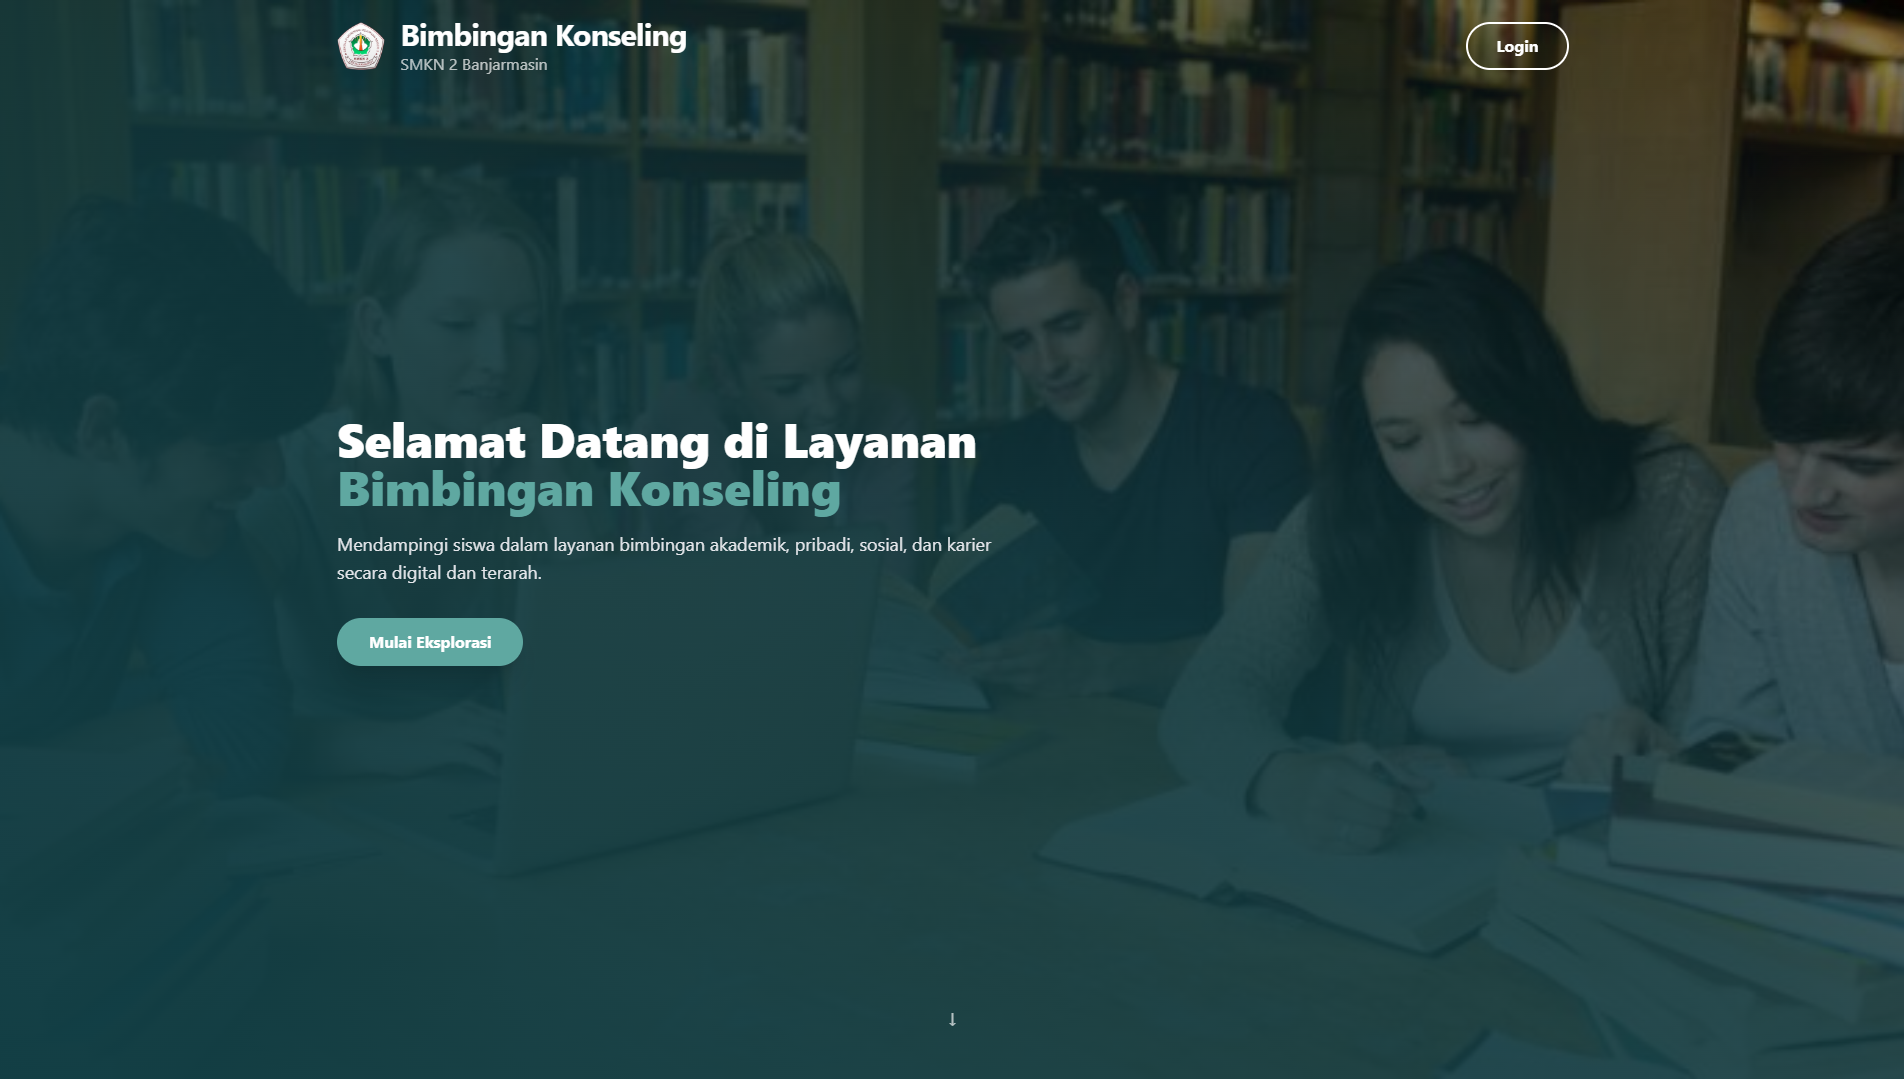 Bimbingan Konseling
SMKN 2 Banjarmasin
Login
Selamat Datang di Layanan
Bimbingan Konseling
Mendampingi siswa dalam layanan bimbingan akademik, pribadi, sosial, dan karier
secara digital dan terarah.
Mulai Eksplorasi
↓